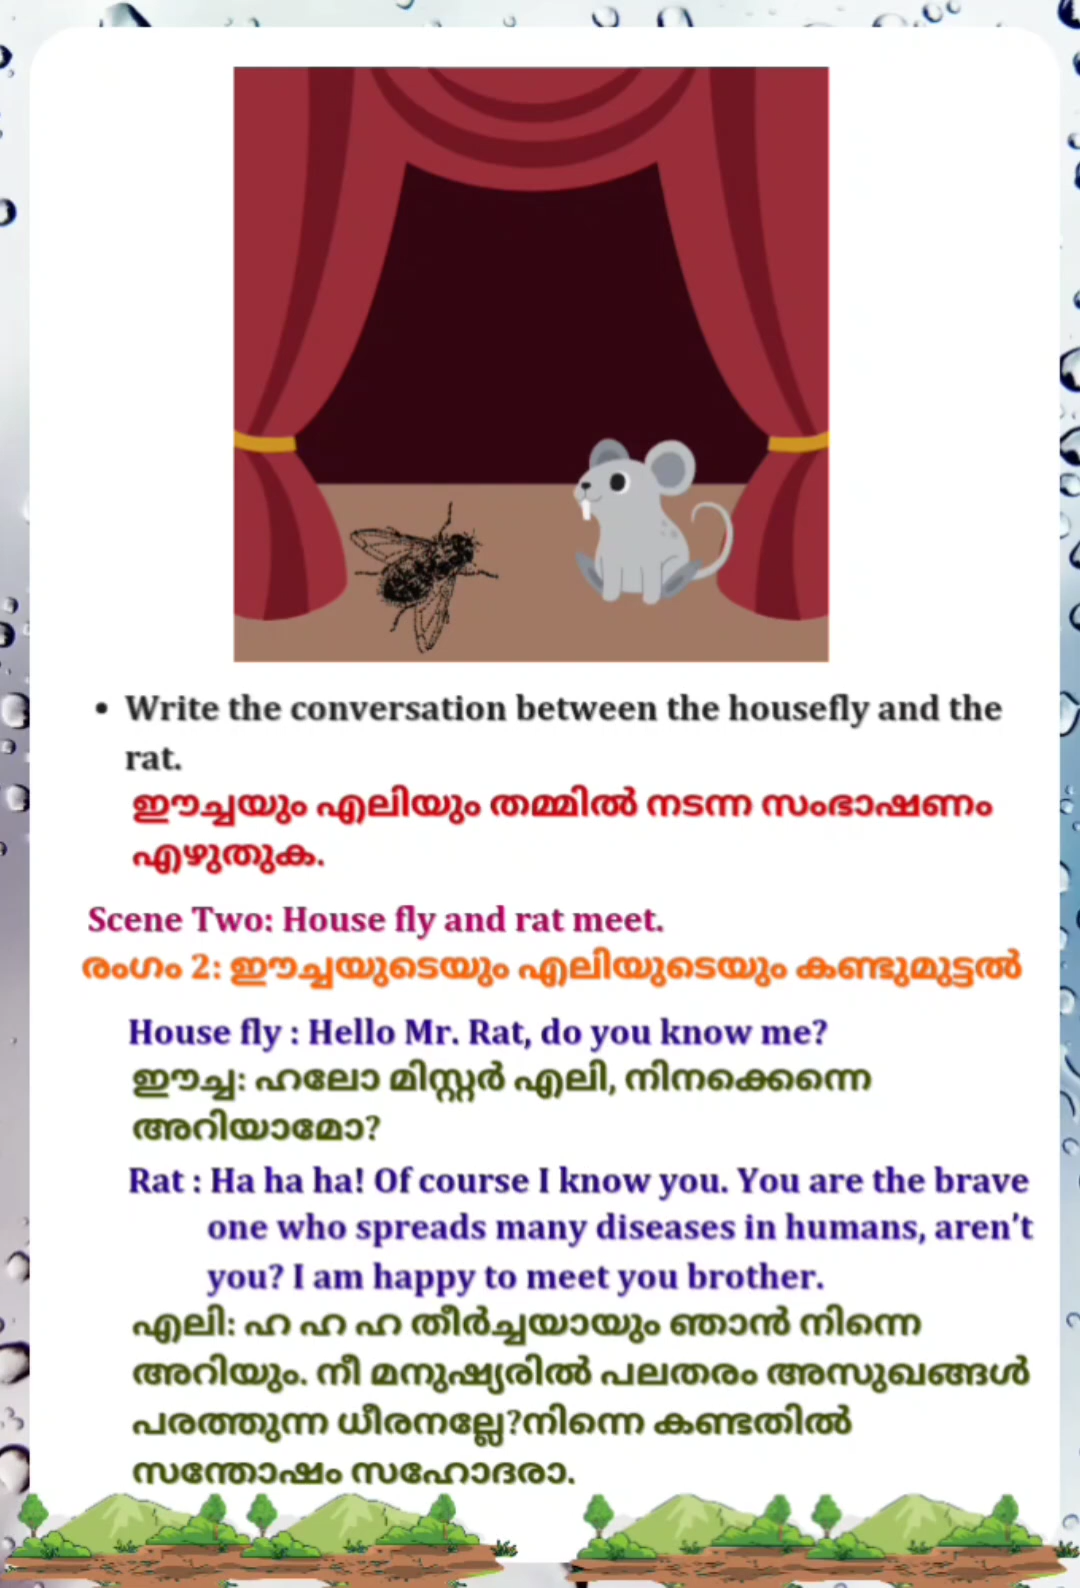 • Write the conversation between the housefly and the
rat.
ഈച്ചയും എലിയും തമ്മിൽ നടന്ന സംഭാഷണം
എഴുതുക.
Scene Two: House fly and rat meet.
രംഗം 2: ഈച്ചയുടെയും എലിയുടെയും കണ്ടുമുട്ടൽ
House fly : Hello Mr. Rat, do you know me?
ഈച്ച: ഹലോ മിസ്റ്റർ എലി, നിനക്കെന്നെ
അറിയാമോ?
Rat : Ha ha ha! Of course I know you. You are the brave
one who spreads many diseases in humans, aren't
you? I am happy to meet you brother.
എലി: ഹ ഹ ഹ തീർച്ചയായും ഞാൻ നിന്നെ
അറിയും. നീ മനുഷ്യരിൽ പലതരം അസുഖങ്ങൾ
പരത്തുന്ന ധീരനല്ലേ?നിന്നെ കണ്ടതിൽ
സന്തോഷം സഹോദരാ.